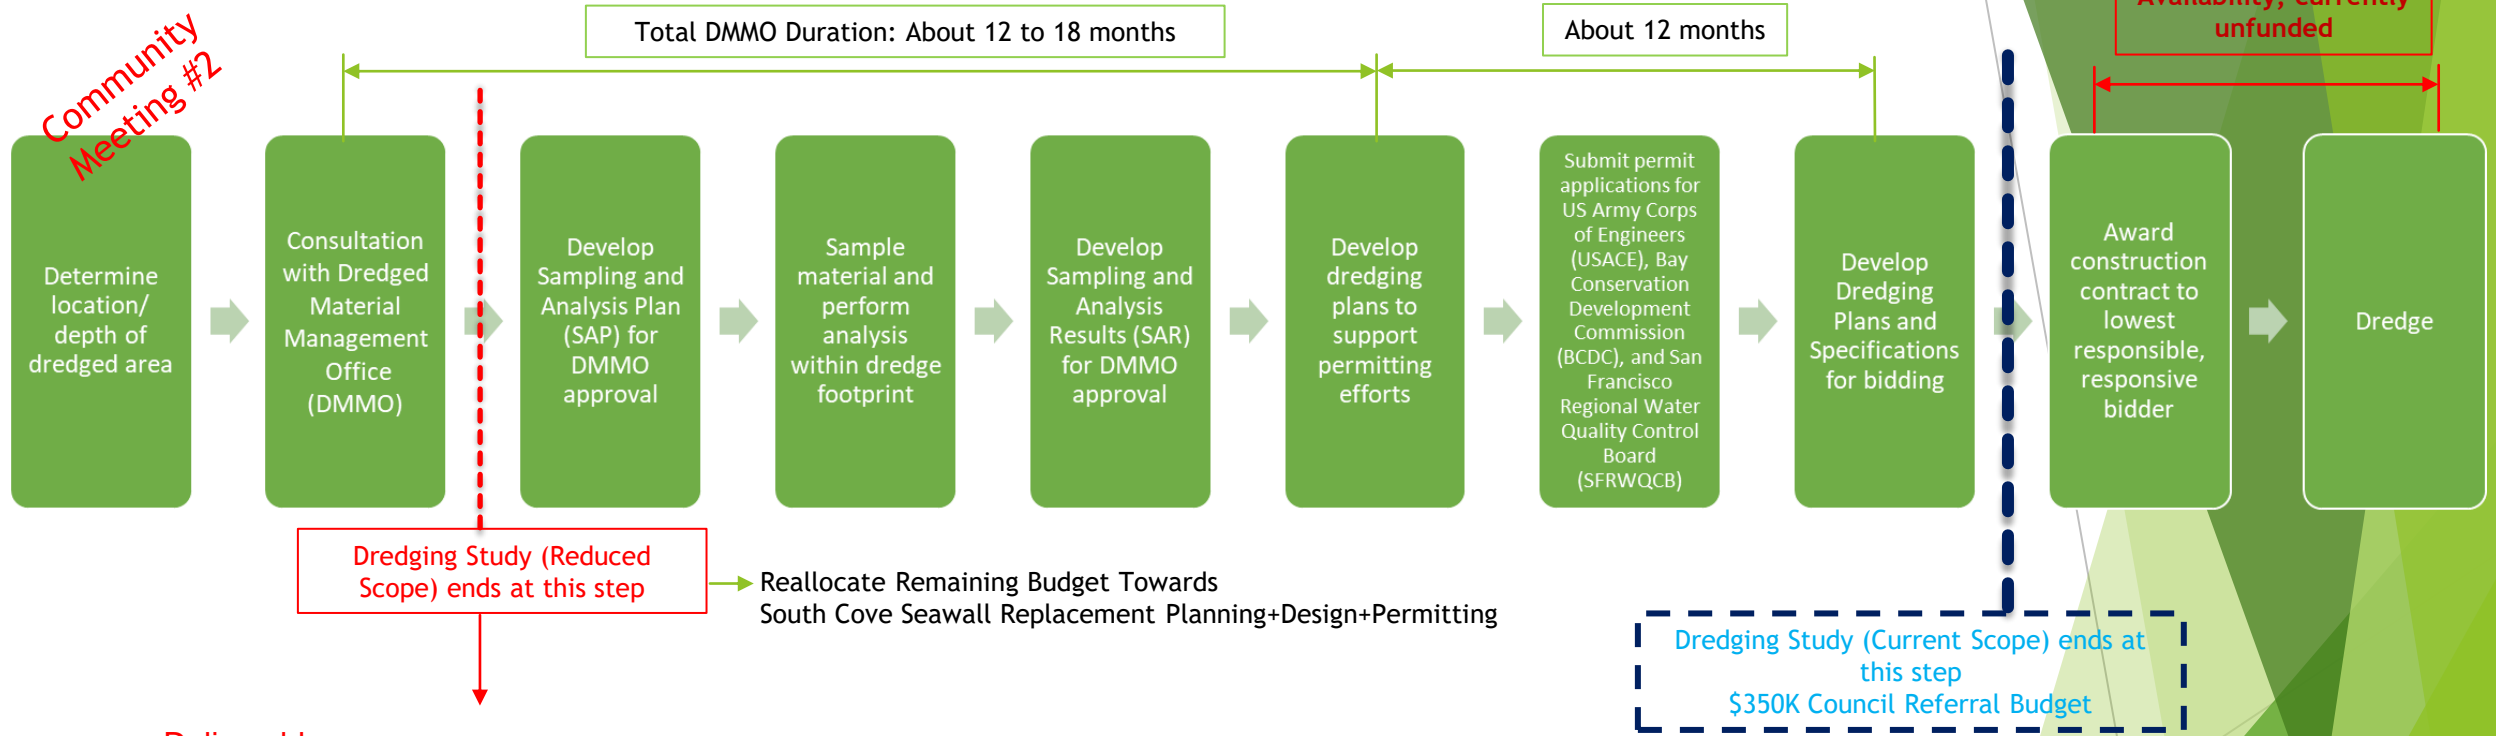 Community
Meeting #2
Total DMMO Duration: About 12 to 18 months
About 12 months
Availability, currently
unfunded
Determine
location/
depth of
dredged area
Consultation
with Dredged
Material
Management
Office
(DMMO)
Develop
Sampling and
Analysis Plan
(SAP) for
DMMO
approval
Sample
material and
perform
analysis
within dredge
footprint
Develop
Sampling and
Analysis
Results (SAR)
for DMMO
approval
Develop
dredging
plans to
support
permitting
efforts
Submit permit
applications for
US Army Corps
of Engineers
(USACE), Bay
Conservation
Development
Commission
(BCDC), and San
Francisco
Regional Water
Quality Control
Board
(SFRWQCB)
Develop
Dredging
Plans and
Specifications
for bidding
Award
construction
contract to
lowest
responsible,
responsive
bidder
Dredge
Dredging Study (Reduced
Scope) ends at this step
Reallocate Remaining Budget Towards
South Cove Seawall Replacement Planning+Design+Permitting
Dredging Study (Current Scope) ends at
this step
$350K Council Referral Budget